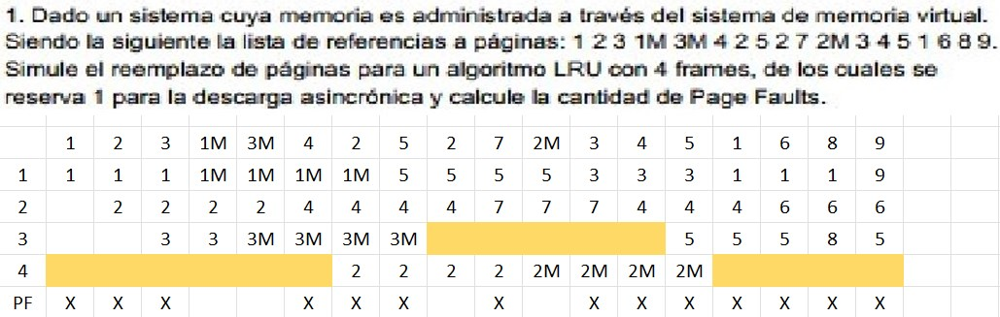 1. Dado un sistema cuya memoria es administrada a través del sistema de memoria virtual.
Siendo la siguiente la lista de referencias a páginas: 1 2 3 1M 3M 4 2 5 2 7 2M 3 4 5 1 6 8 9.
Simule el reemplazo de páginas para un algoritmo LRU con 4 frames, de los cuales se
reserva 1 para la descarga asincrónica y calcule la cantidad de Page Faults.
1 2 3 1M 3M 4 2 5 2 7 2M 3 4 5 1 6 8 9
1 1 1 1 1M 1M 1M 1M 5 5 5 5 3 3 3 1 1 1 9
2 2 2 2 2 4 4 4 4 7 7 7 4 4 4 6 6 6
3 3 3 3M 3M 3M 3M 5 5 5 8 5
4 2 2 2 2 2M 2M 2M 2M
PF X X X X X X X X X X X X X X